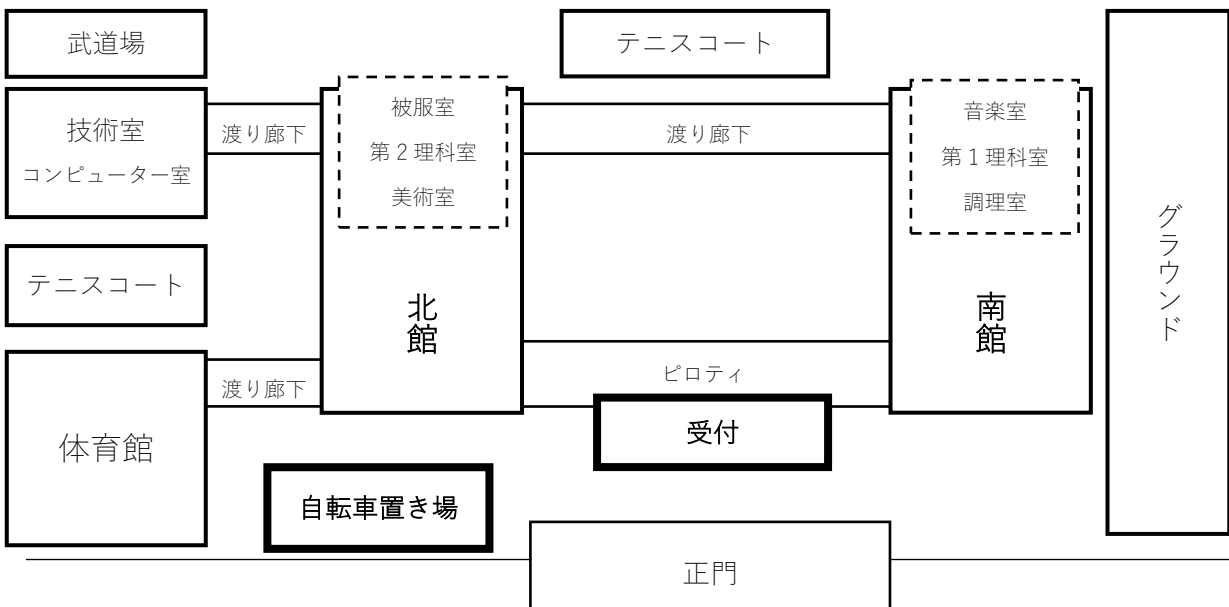 武道場
テニスコート
技術室
コンピューター室
渡り廊下
被服室
第２理科室
美術室
渡り廊下
音楽室
第１理科室
調理室
グラウンド
テニスコート
北館
南館
体育館
渡り廊下
ピロティ
受付
自転車置き場
正門